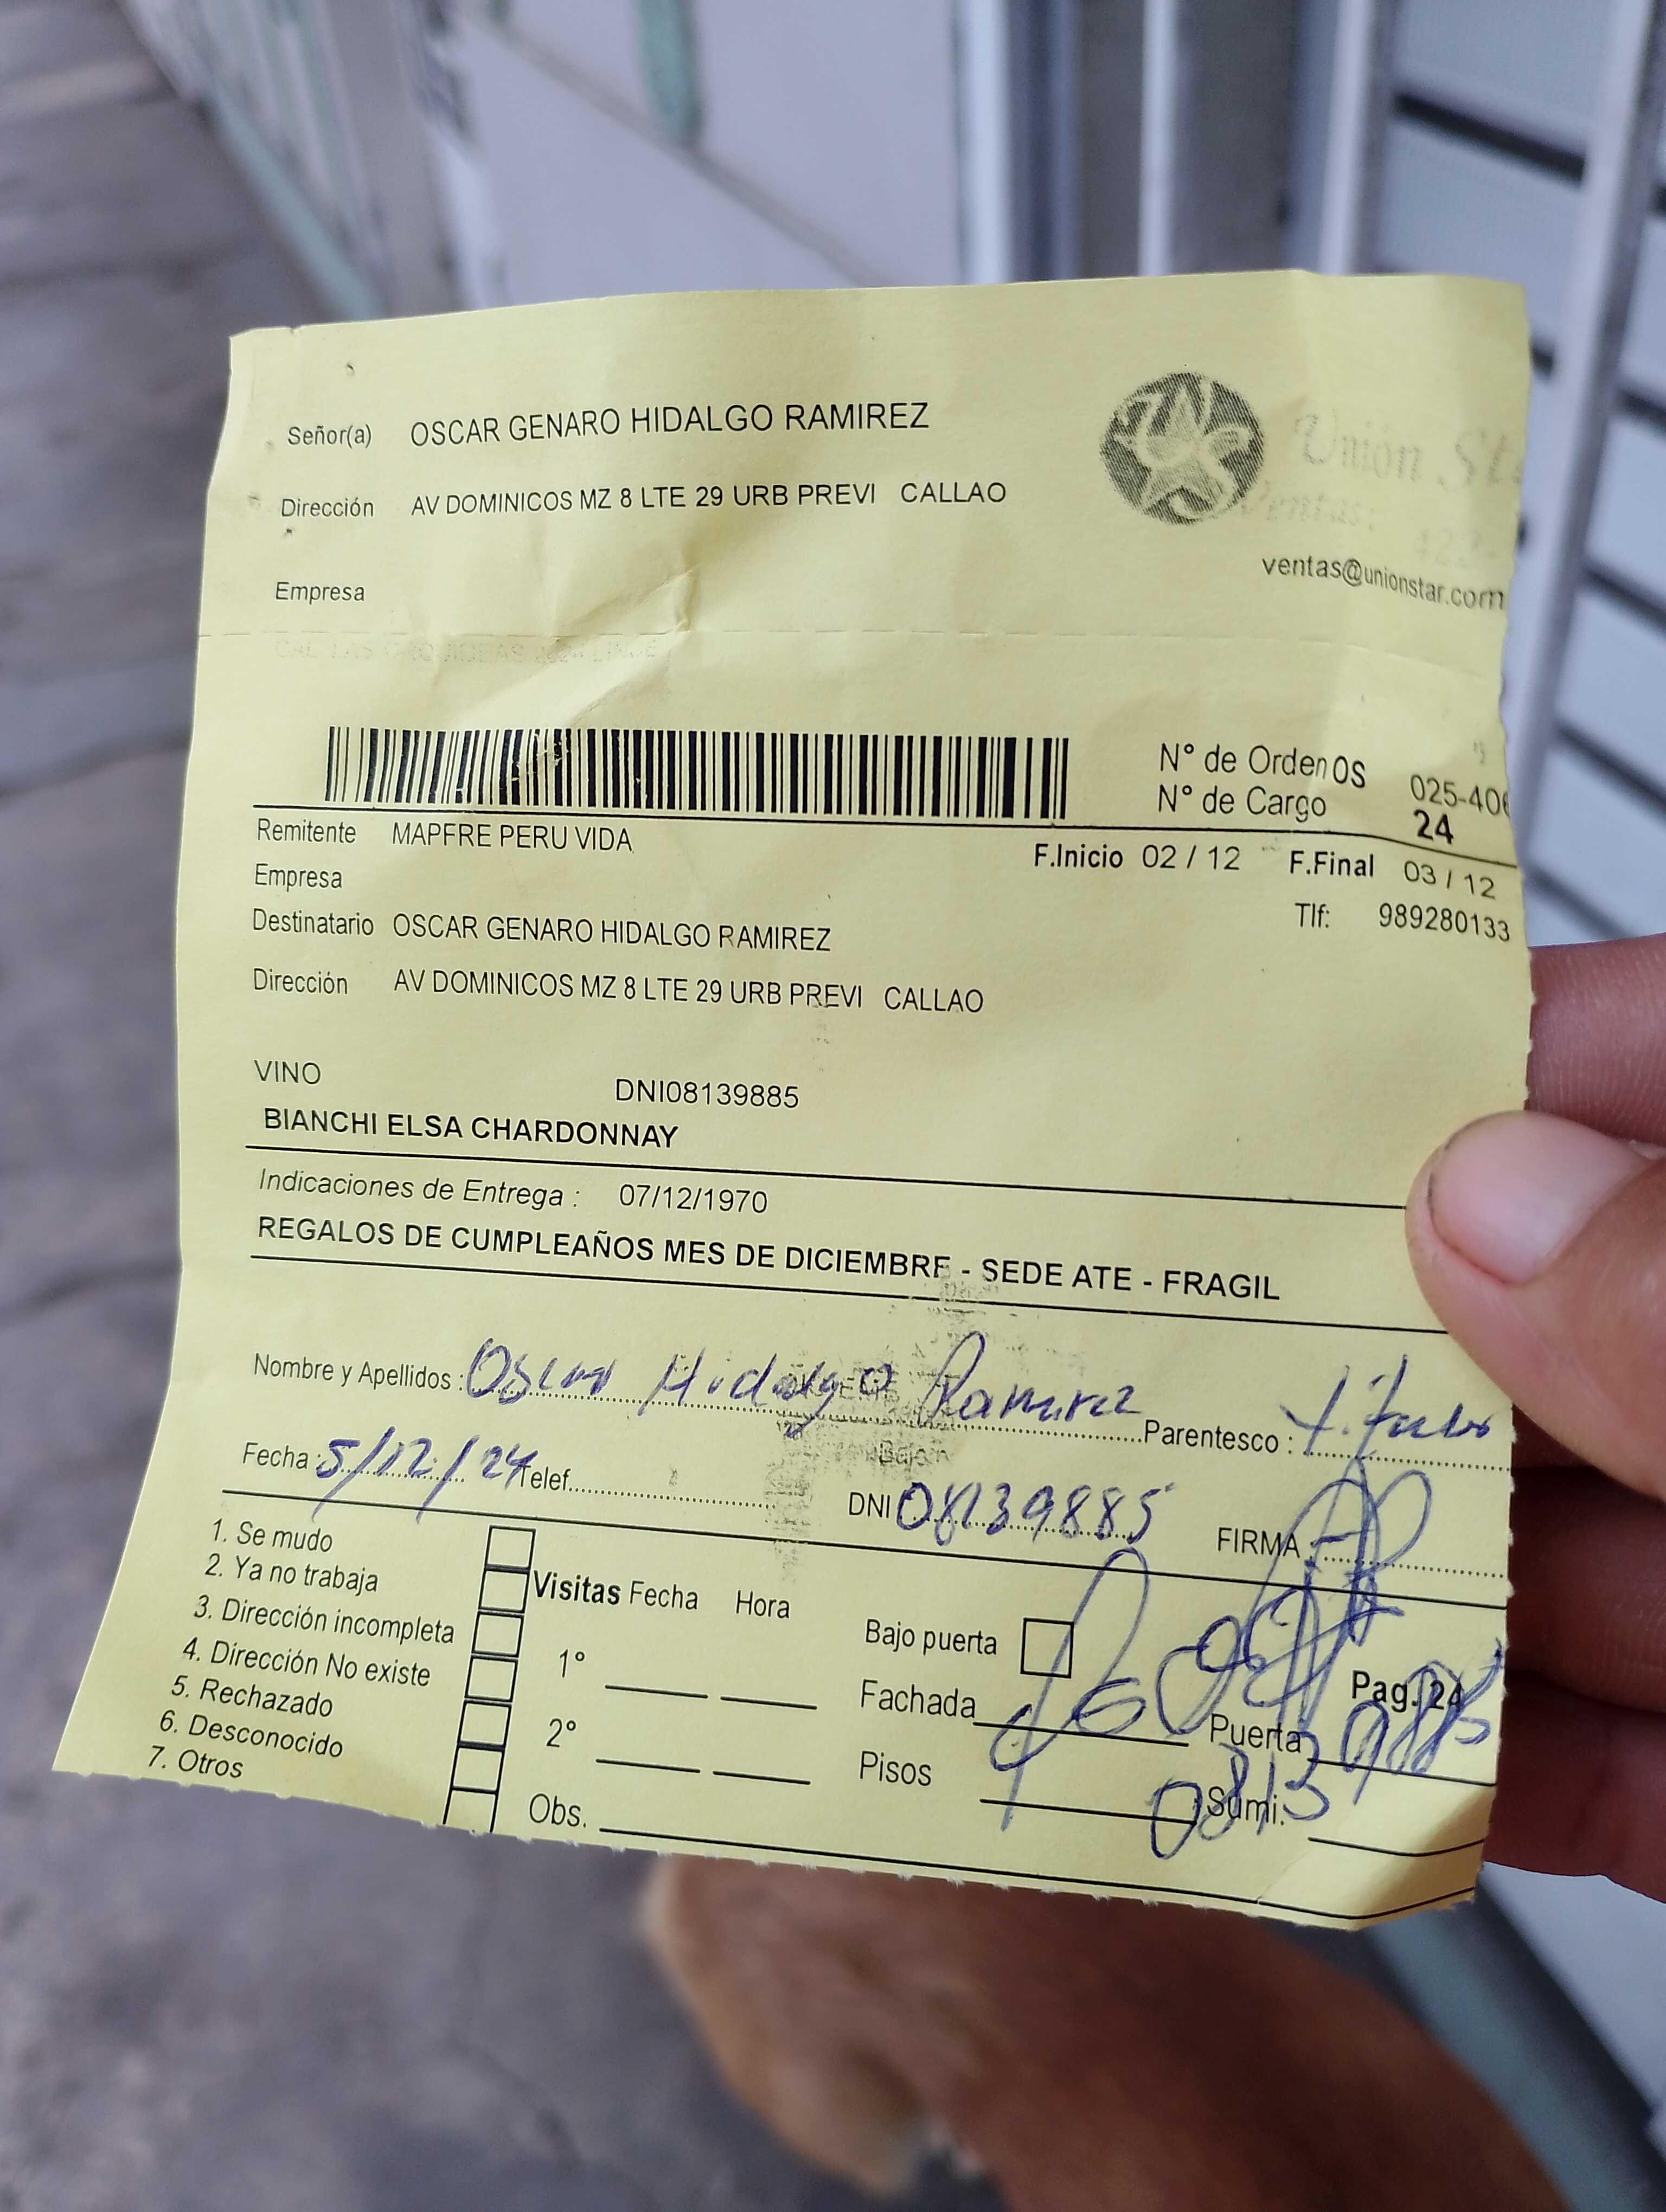 Señor(a) OSCAR GENARO HIDALGO RAMIREZ
Dirección AV DOMINICOS MZ 8 LTE 29 URB PREVI CALLAO
Union
Ventas:
ventas@unionstar.com
Empresa
N° de Orden OS 025-40
N° de Cargo 24
Remitente MAPFRE PERU VIDA
F.Inicio 02 / 12 F.Final 03 / 12
Empresa
Tlf: 989280133
Destinatario OSCAR GENARO HIDALGO RAMIREZ
Dirección AV DOMINICOS MZ 8 LTE 29 URB PREVI CALLAO
VINO DNI08139885
BIANCHI ELSA CHARDONNAY
Indicaciones de Entrega : 07/12/1970
REGALOS DE CUMPLEAÑOS MES DE DICIEMBRE - SEDE ATE - FRAGIL
Nombre y Apellidos : Oscar Hidalgo Ramirez Parentesco : titular
Fecha : 5/12/24 Telef. DNI 08139885 FIRMA
1. Se mudo
2. Ya no trabaja
3. Dirección incompleta
4. Dirección No existe
5. Rechazado
6. Desconocido
7. Otros
Visitas Fecha Hora
1°
2°
Obs.
Bajo puerta
Fachada
Pisos
Pag. 24
Puerta
Sumi.
08139885